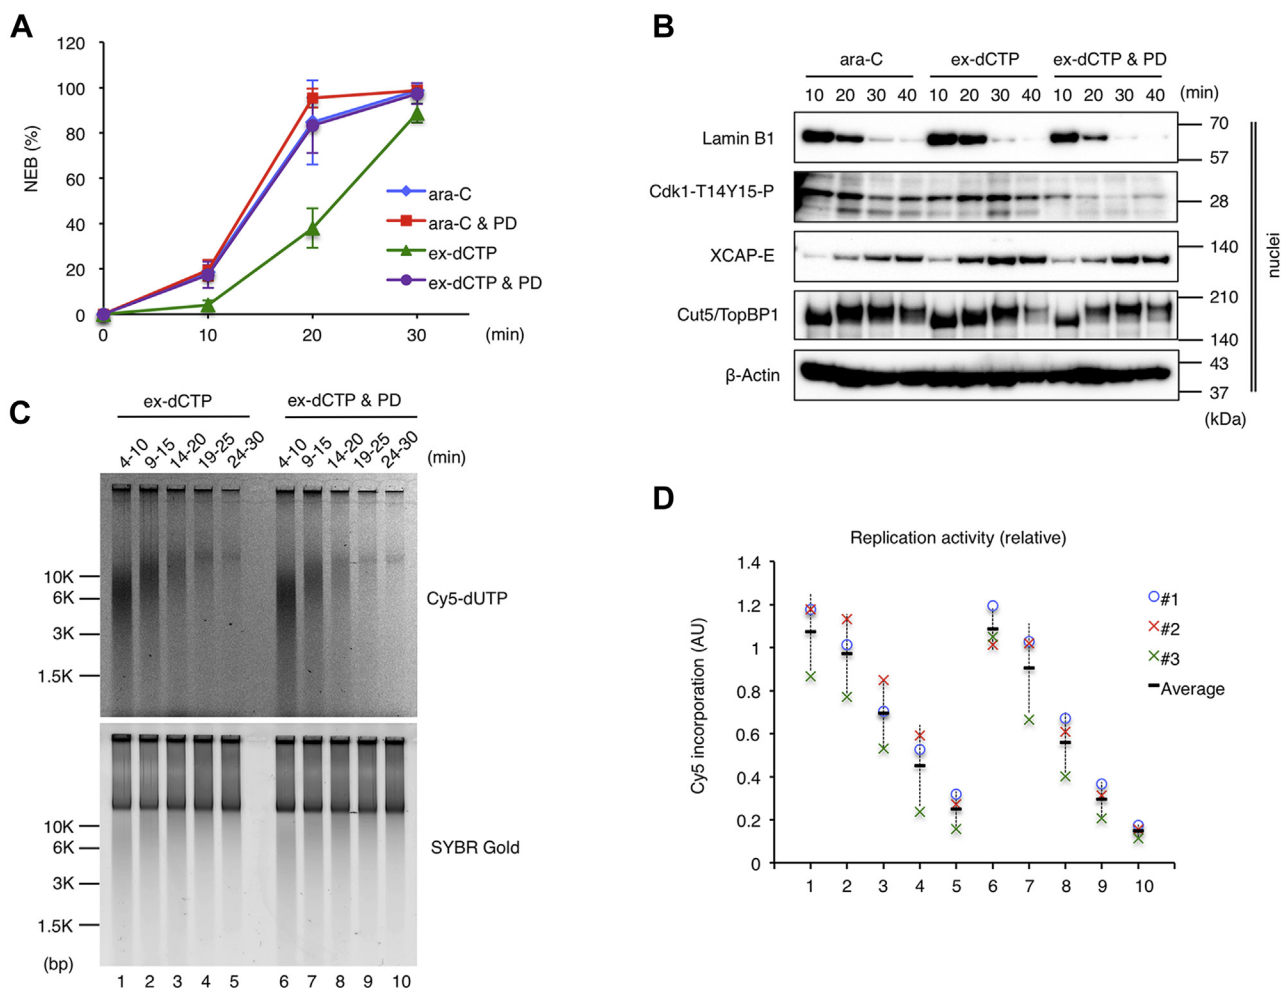 A
120
100
80
60
40
20
0
NEB (%)
0 10 20 30 (min)
ara-C
ara-C & PD
ex-dCTP
ex-dCTP & PD
B
ara-C ex-dCTP ex-dCTP & PD
10 20 30 40 10 20 30 40 10 20 30 40 (min)
Lamin B1 70
57
Cdk1-T14Y15-P 28
XCAP-E 140
Cut5/TopBP1 210
140
β-Actin 43
37
(kDa)
nuclei
C
ex-dCTP ex-dCTP & PD
4-10 9-15 14-20 19-25 24-30 4-10 9-15 14-20 19-25 24-30 (min)
10K
6K
3K
1.5K
Cy5-dUTP
10K
6K
3K
1.5K
(bp)
SYBR Gold
1 2 3 4 5 6 7 8 9 10
D
Replication activity (relative)
1.4
1.2
1
0.8
0.6
0.4
0.2
0
Cy5 incorporation (AU)
1 2 3 4 5 6 7 8 9 10
#1
#2
#3
Average